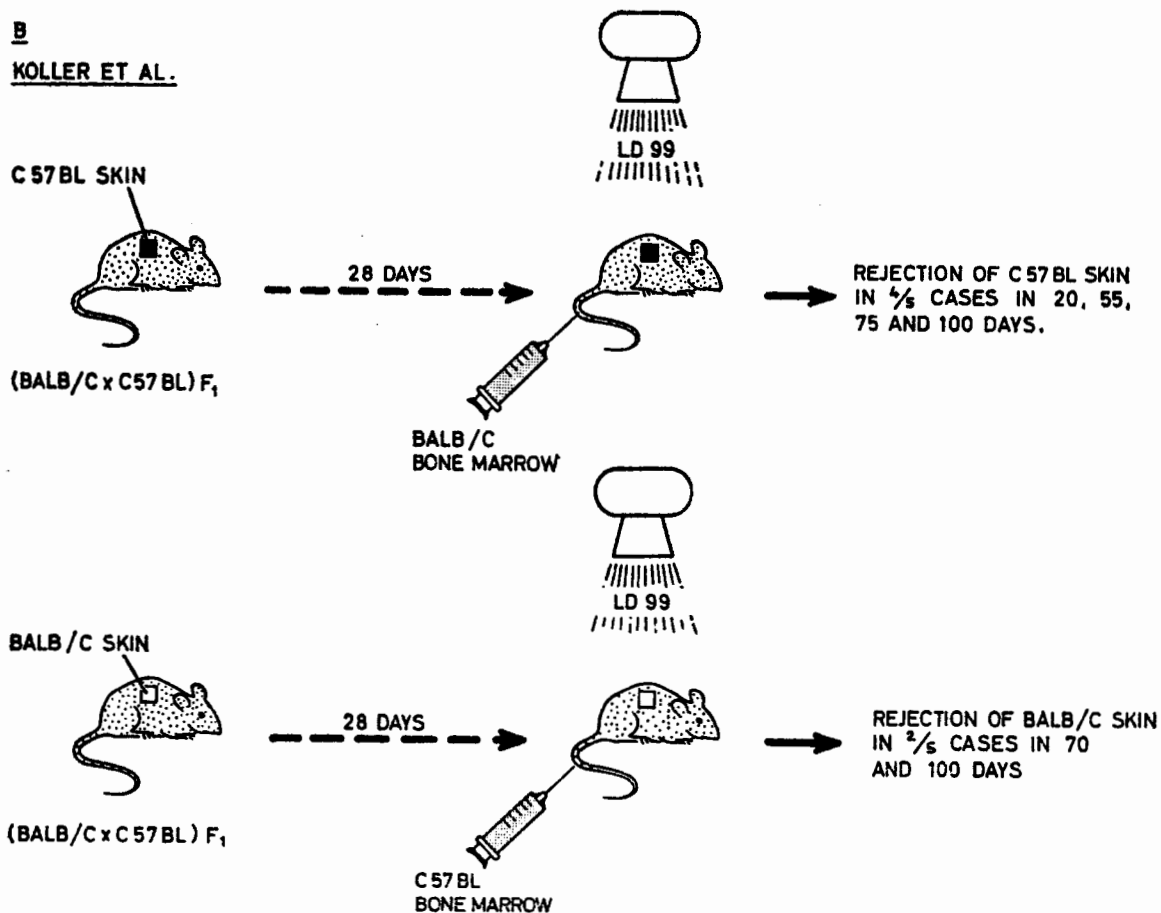 B
KOLLER ET AL.
LD 99
C57BL SKIN
28 DAYS
REJECTION OF C57BL SKIN
IN 4/5 CASES IN 20, 55,
75 AND 100 DAYS.
(BALB/C x C57BL) F₁
BALB/C
BONE MARROW
LD 99
BALB/C SKIN
28 DAYS
REJECTION OF BALB/C SKIN
IN 2/5 CASES IN 70
AND 100 DAYS
(BALB/C x C57BL) F₁
C57BL
BONE MARROW